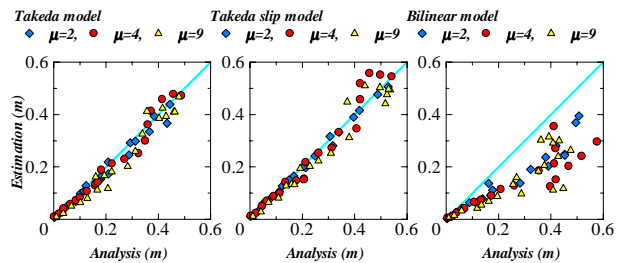 Takeda model Takeda slip model Bilinear model
μ=2, μ=4, μ=9 μ=2, μ=4, μ=9 μ=2, μ=4, μ=9
0.6 0.6 0.6
0.4 0.4 0.4
0.2 0.2 0.2
0 0.2 0.4 0.6 0 0.2 0.4 0.6 0 0.2 0.4 0.6
Estimation (m)
Analysis (m) Analysis (m) Analysis (m)